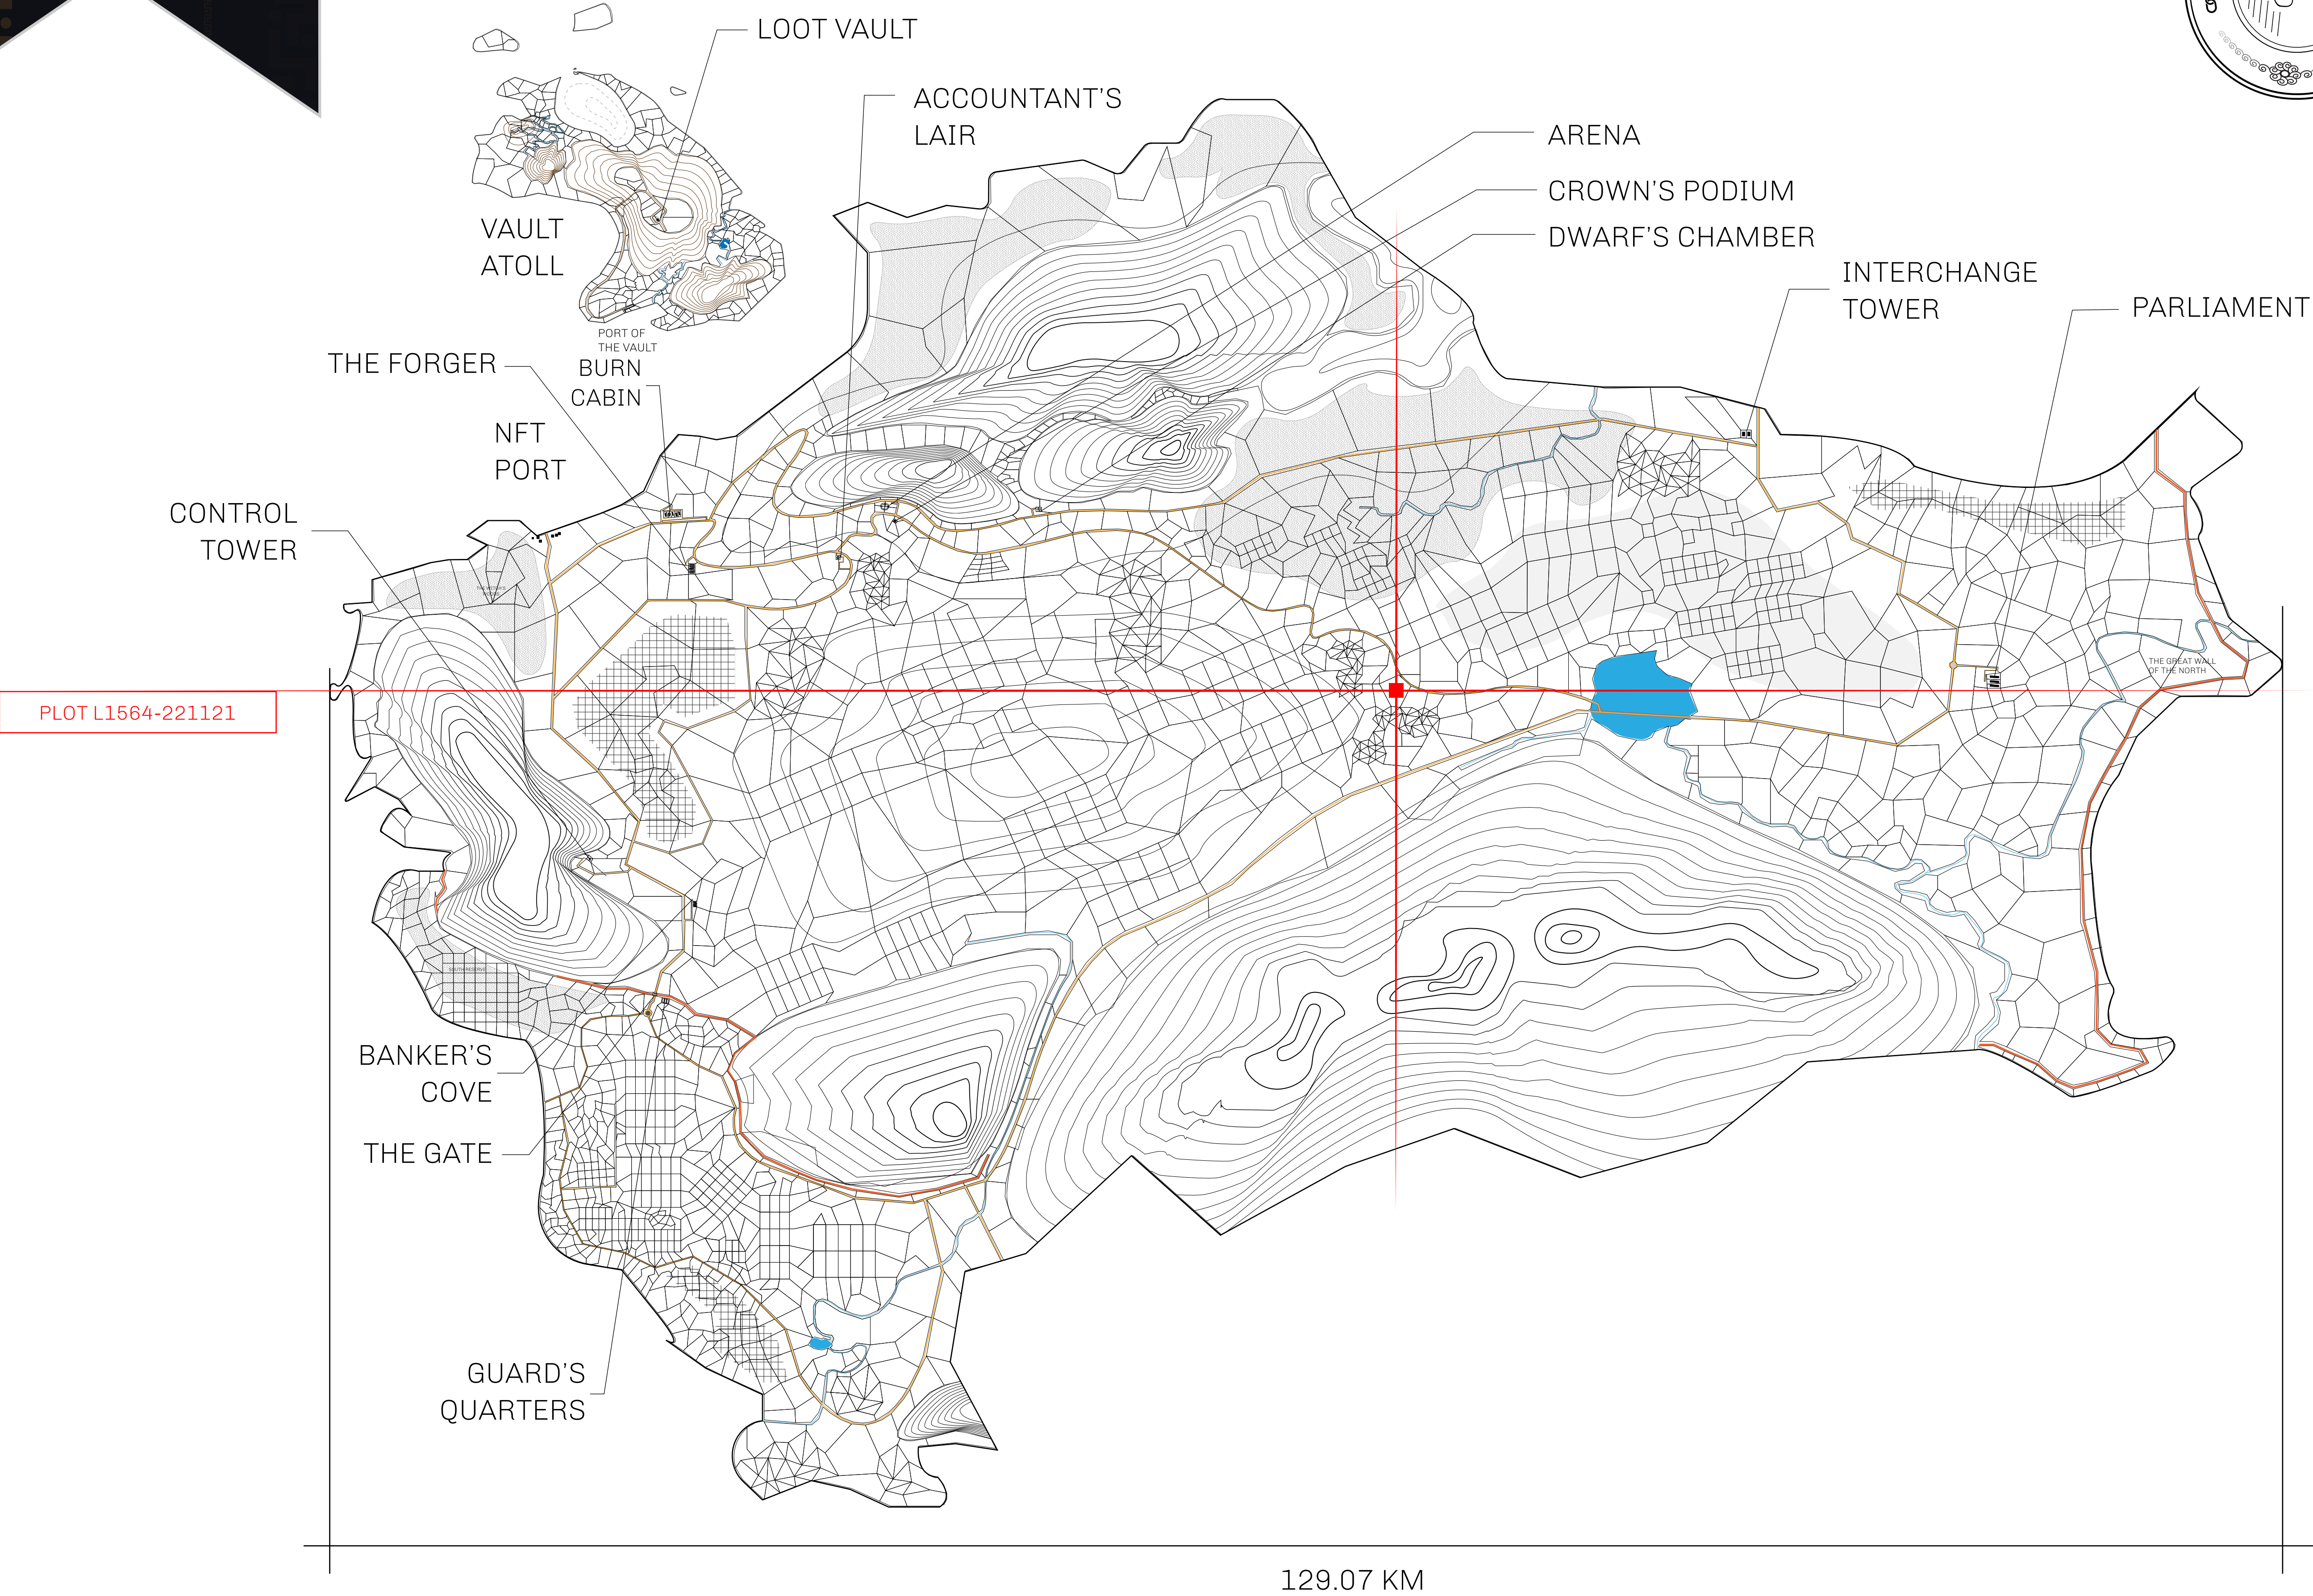 LOOT VAULT
ACCOUNTANT'S
LAIR
ARENA
CROWN'S PODIUM
DWARF'S CHAMBER
INTERCHANGE
TOWER
PARLIAMENT
VAULT
ATOLL
PORT OF
THE VAULT
THE FORGER
BURN
CABIN
NFT
PORT
CONTROL
TOWER
THE GREAT WALL
OF THE NORTH
PLOT L1564-221121
SOUTH RESERVE
BANKER'S
COVE
THE GATE
GUARD'S
QUARTERS
129.07 KM